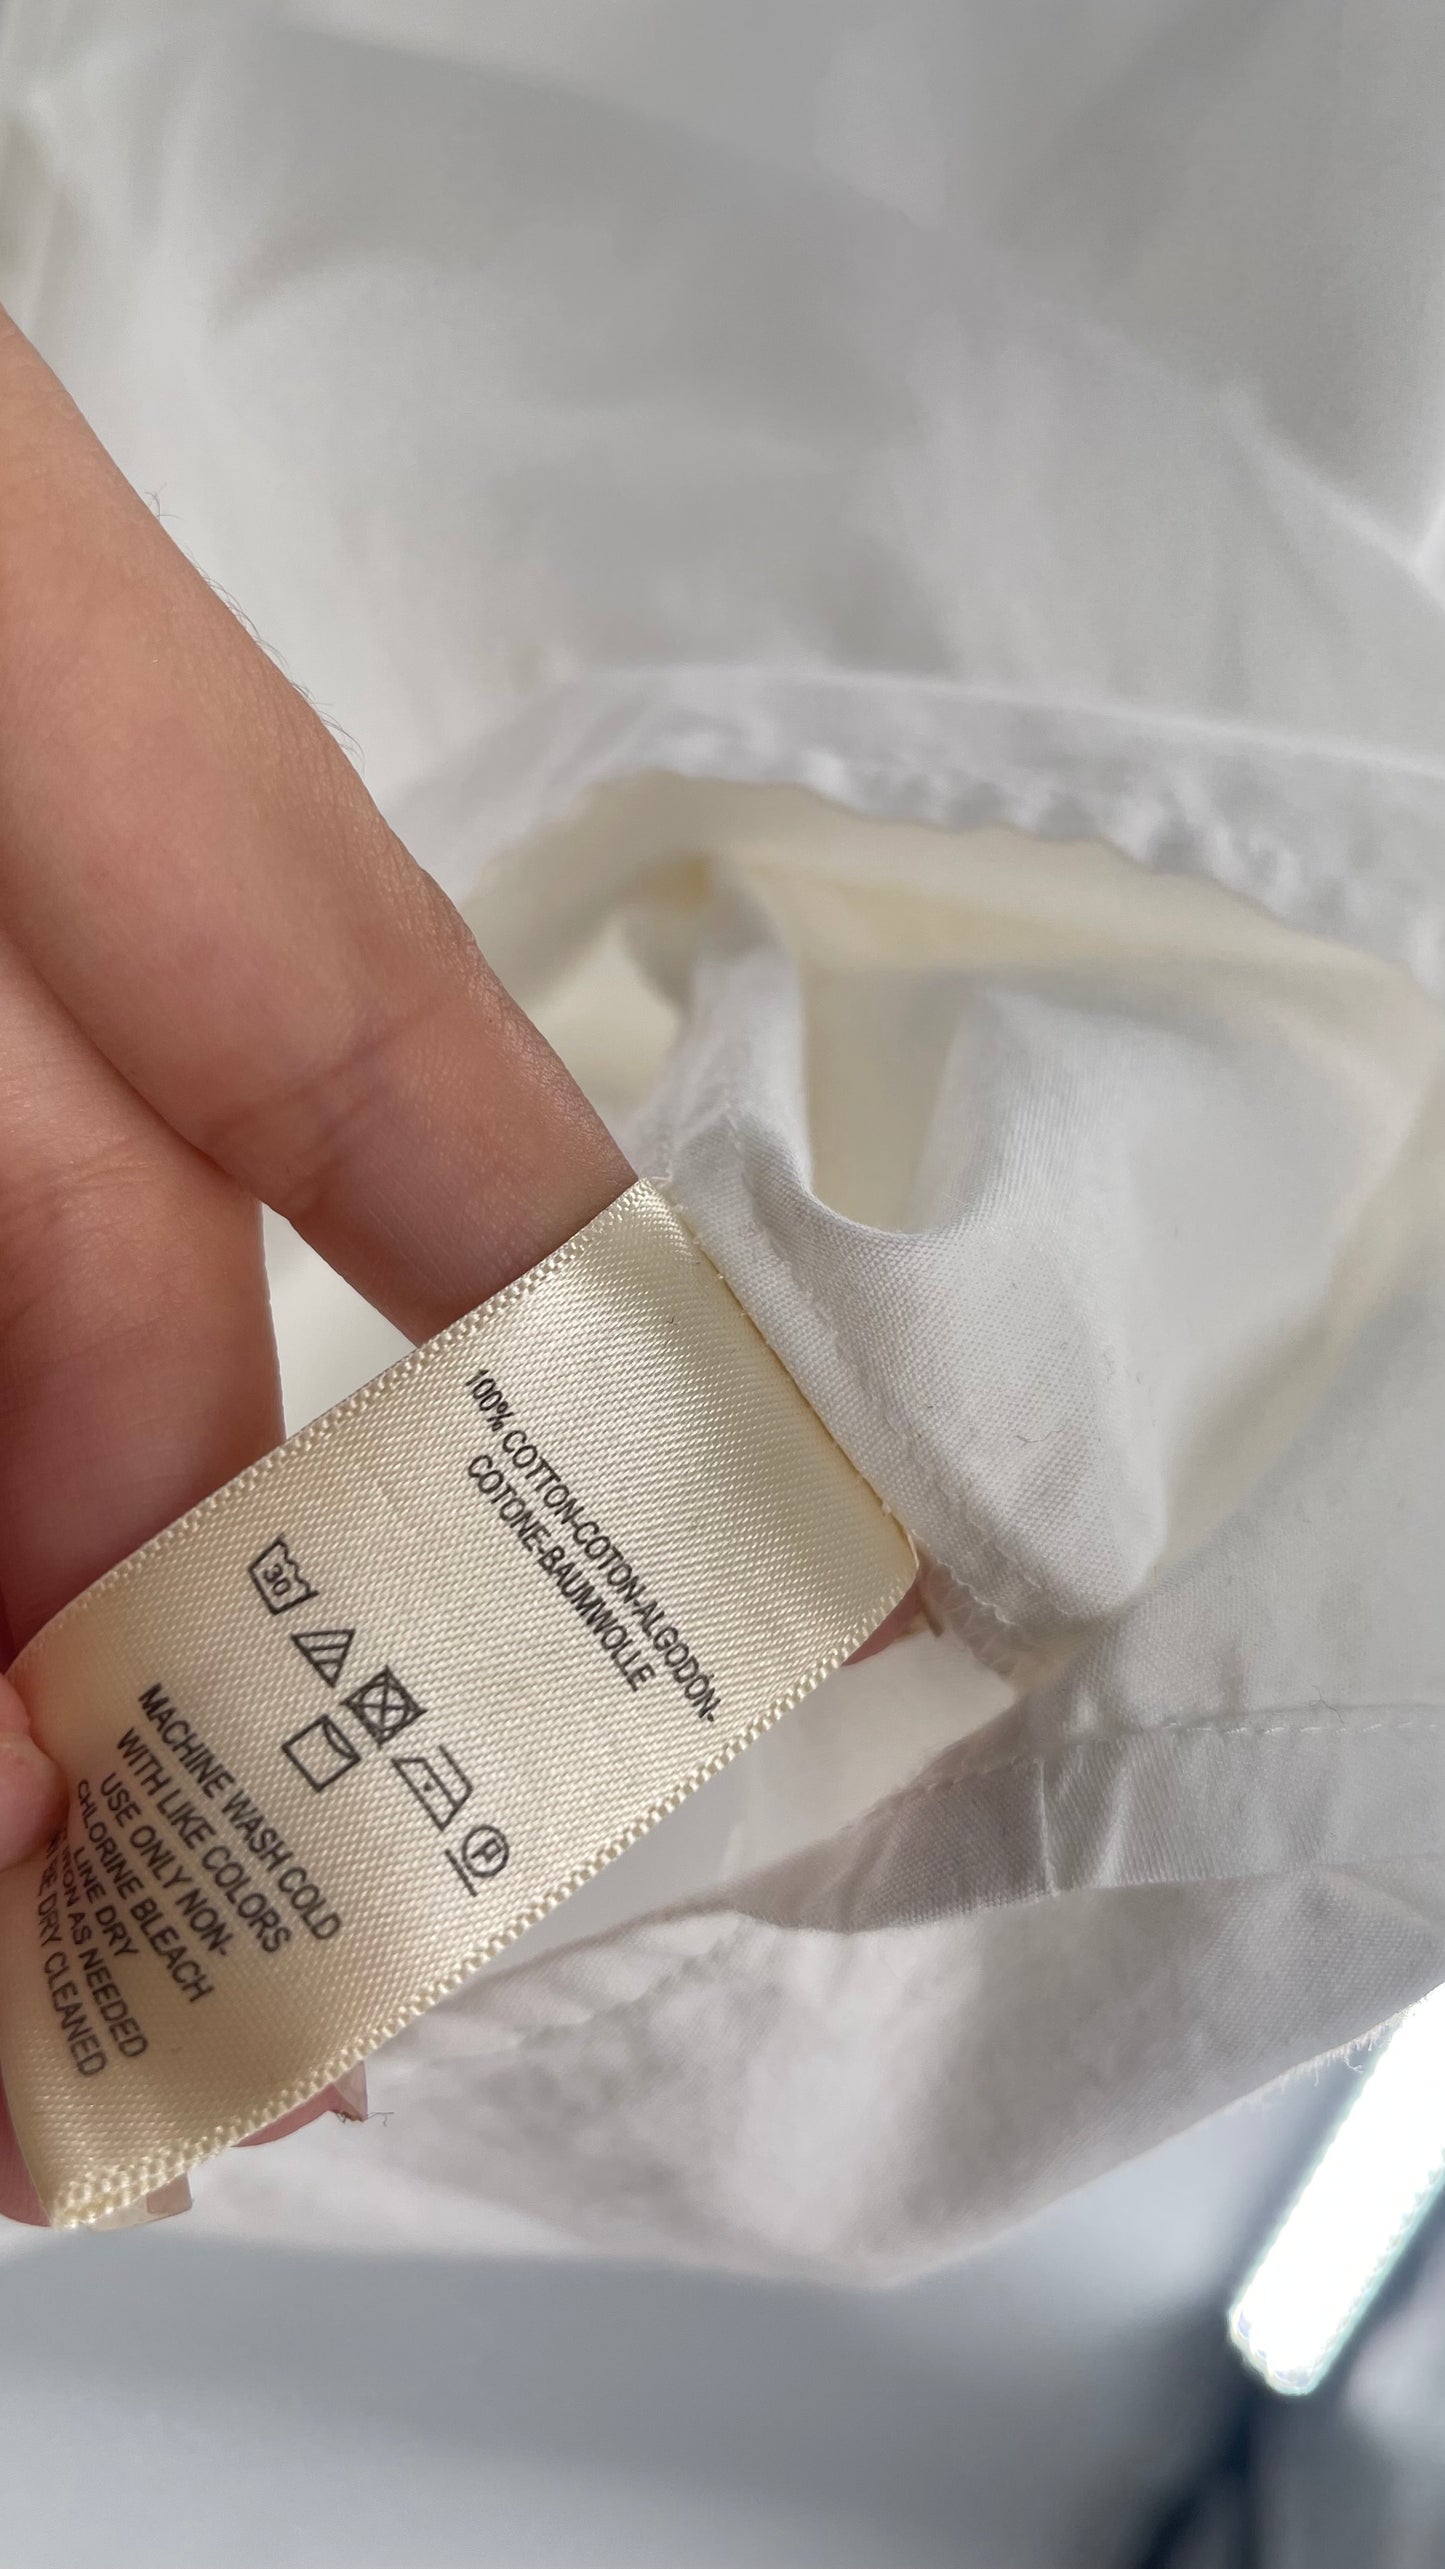 100% COTTON-COTON-ALGODÓN-
COTONE-BAUMWOLLE
30
P
MACHINE WASH COLD
WITH LIKE COLORS
USE ONLY NON-
CHLORINE BLEACH
LINE DRY
IRON AS NEEDED
DRY CLEANED